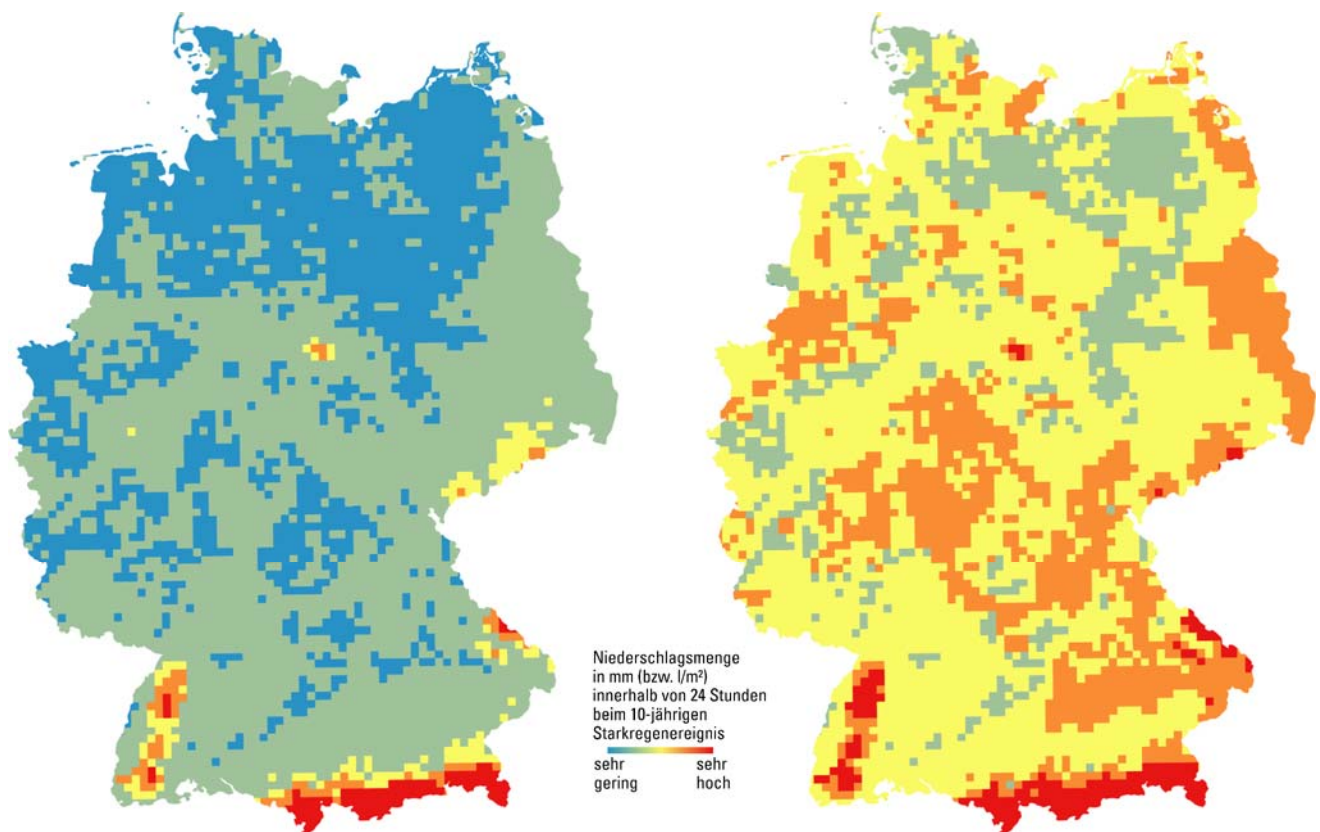 Niederschlagsmenge
in mm (bzw. l/m²)
innerhalb von 24 Stunden
beim 10-jährigen
Starkregenereignis
sehr gering
sehr hoch